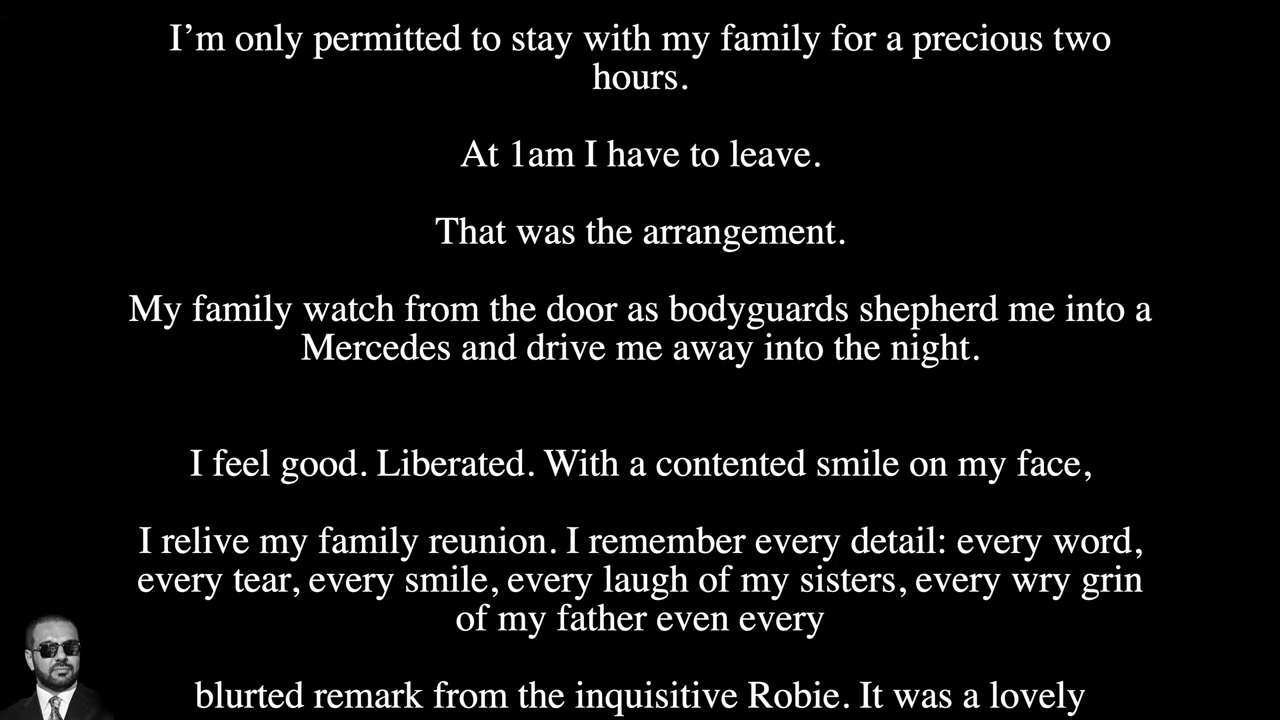 I’m only permitted to stay with my family for a precious two
hours.
At 1am I have to leave.
That was the arrangement.
My family watch from the door as bodyguards shepherd me into a
Mercedes and drive me away into the night.
I feel good. Liberated. With a contented smile on my face,
I relive my family reunion. I remember every detail: every word,
every tear, every smile, every laugh of my sisters, every wry grin
of my father even every
blurted remark from the inquisitive Robie. It was a lovely